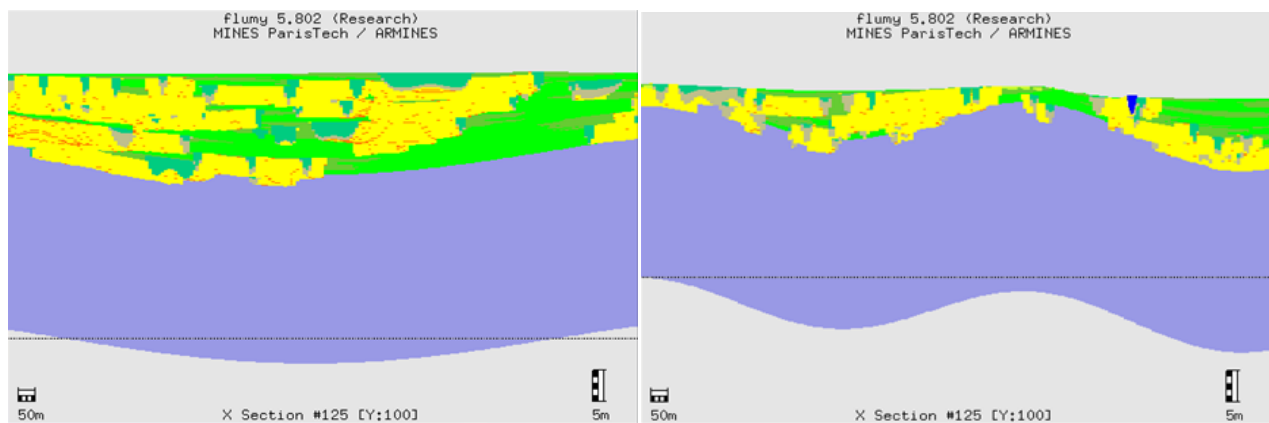 flumy 5.802 (Research)
MINES ParisTech / ARMINES
50m
X Section #125 [Y:100]
5m
flumy 5.802 (Research)
MINES ParisTech / ARMINES
50m
X Section #125 [Y:100]
5m